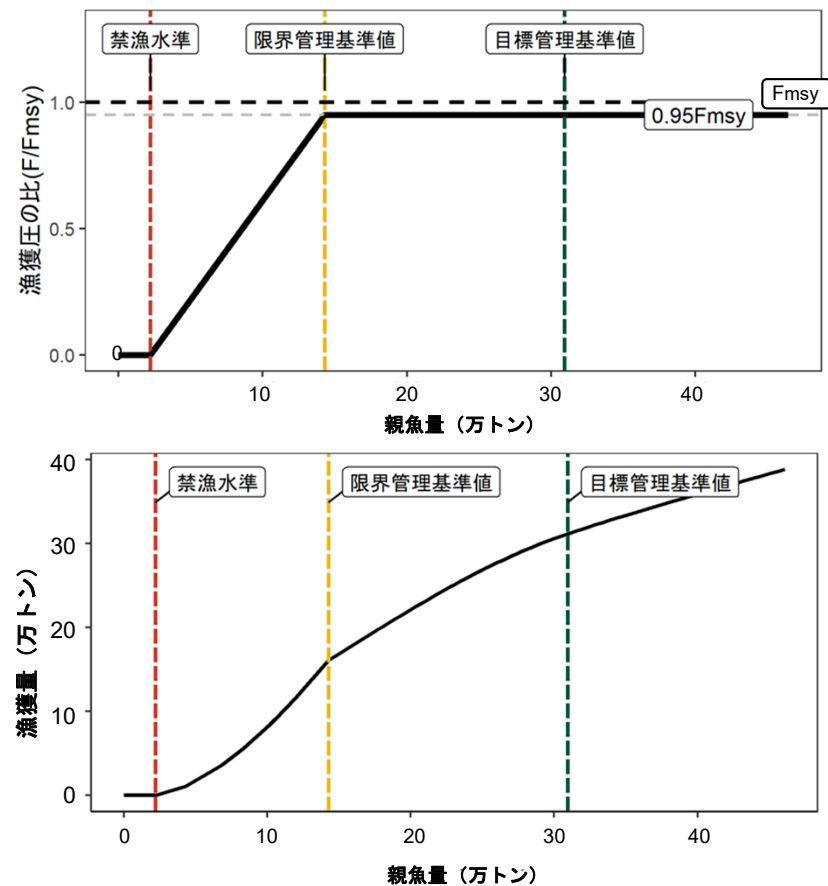 禁漁水準
限界管理基準値
目標管理基準値
Fmsy
1.0
0.95Fmsy
漁獲圧の比(F/Fmsy)
0.5
0
0.0
10
20
30
40
親魚量（万トン）
40
禁漁水準
限界管理基準値
目標管理基準値
30
漁獲量（万トン）
20
10
0
0
10
20
30
40
親魚量（万トン）